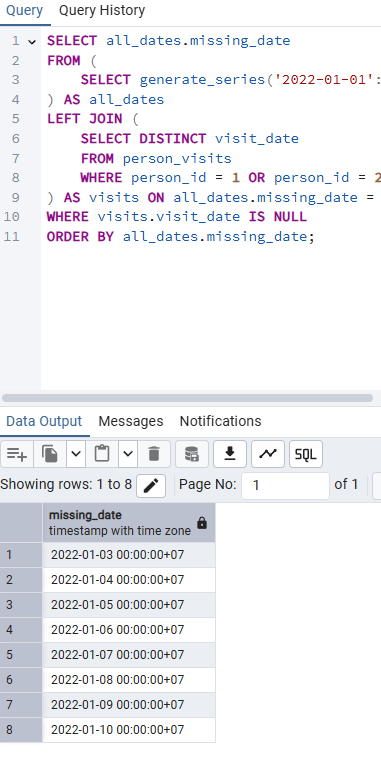 Query Query History
1 SELECT all_dates.missing_date
2 FROM (
3 SELECT generate_series('2022-01-01':
4 ) AS all_dates
5 LEFT JOIN (
6 SELECT DISTINCT visit_date
7 FROM person_visits
8 WHERE person_id = 1 OR person_id = 2
9 ) AS visits ON all_dates.missing_date =
10 WHERE visits.visit_date IS NULL
11 ORDER BY all_dates.missing_date;
Data Output Messages Notifications
SQL
Showing rows: 1 to 8 Page No: 1 of 1
missing_date
timestamp with time zone
1 2022-01-03 00:00:00+07
2 2022-01-04 00:00:00+07
3 2022-01-05 00:00:00+07
4 2022-01-06 00:00:00+07
5 2022-01-07 00:00:00+07
6 2022-01-08 00:00:00+07
7 2022-01-09 00:00:00+07
8 2022-01-10 00:00:00+07